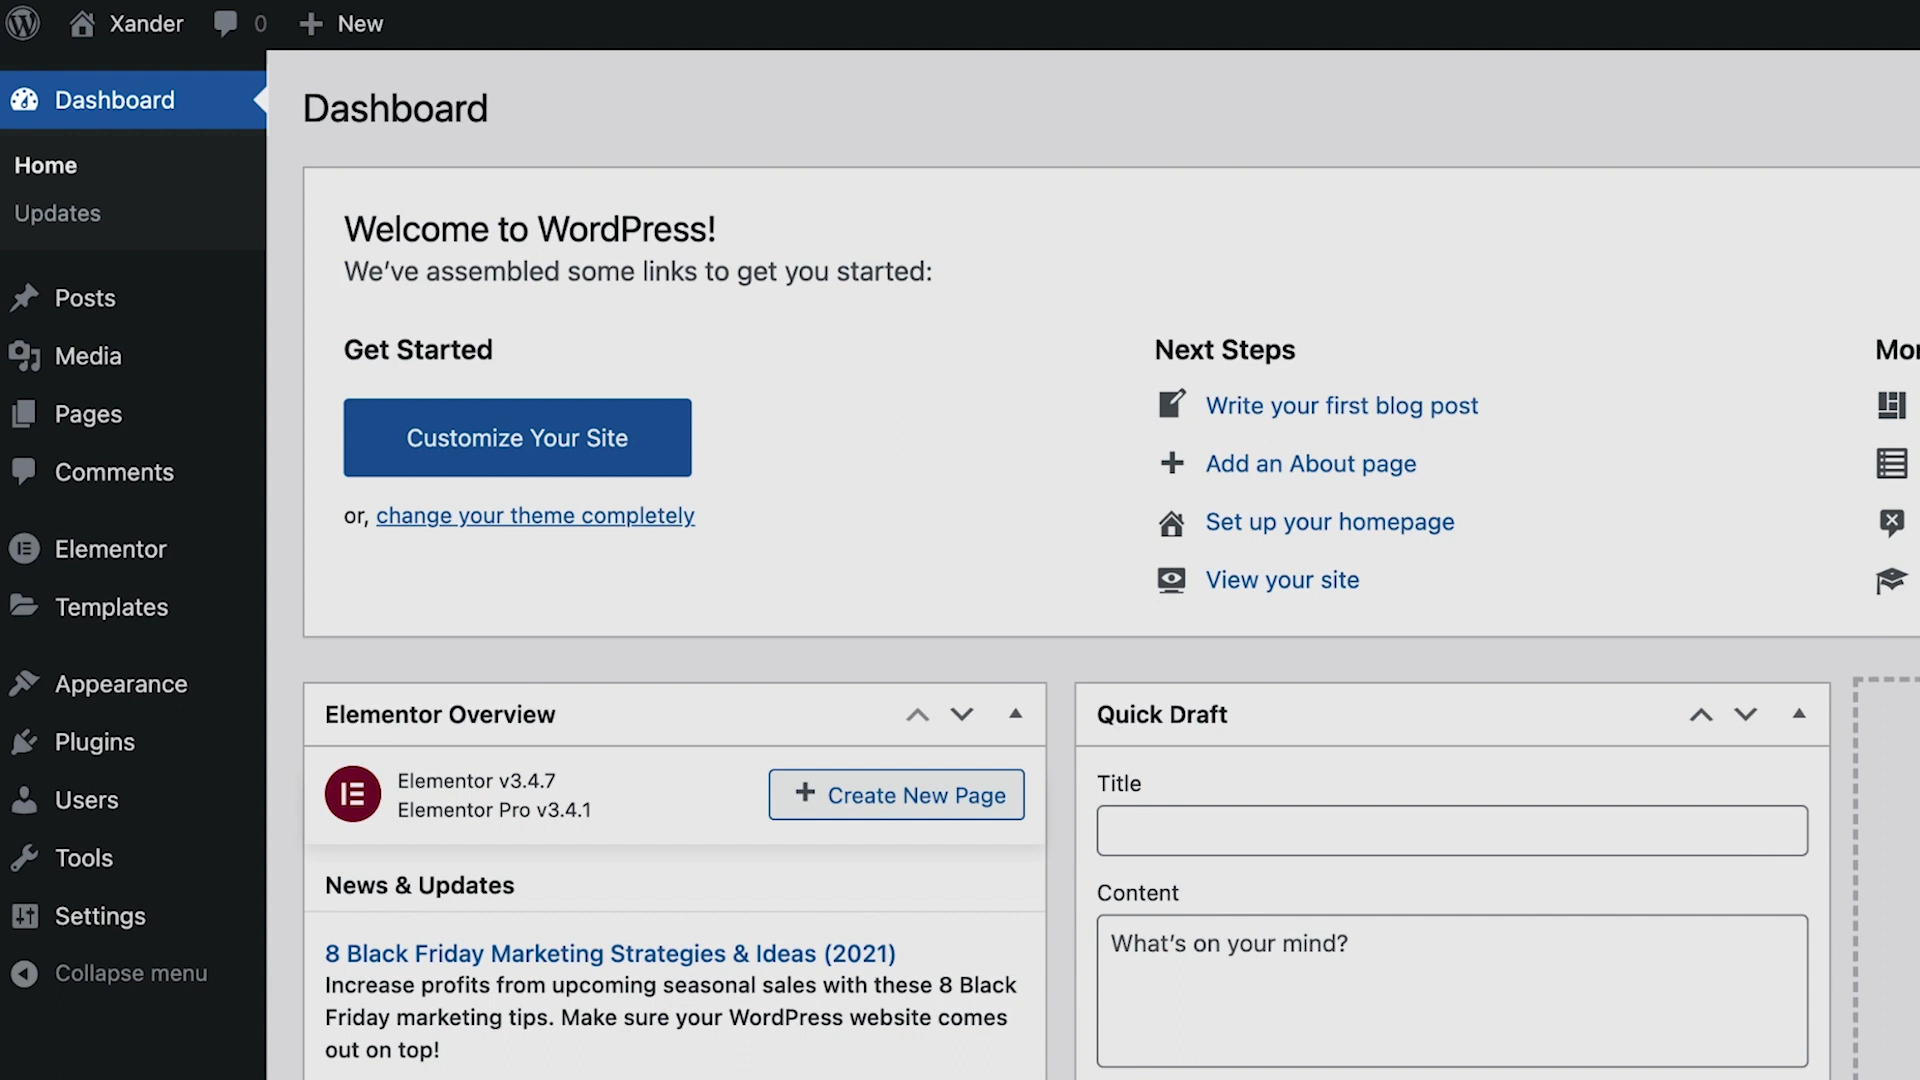 Xander 0 New
Dashboard
Home
Updates
Posts
Media
Pages
Comments
Elementor
Templates
Appearance
Plugins
Users
Tools
Settings
Collapse menu
Dashboard
Welcome to WordPress!
We've assembled some links to get you started:
Get Started
Customize Your Site
or, change your theme completely
Next Steps
Write your first blog post
Add an About page
Set up your homepage
View your site
Elementor Overview
Elementor v3.4.7
Elementor Pro v3.4.1
Create New Page
News & Updates
8 Black Friday Marketing Strategies & Ideas (2021)
Increase profits from upcoming seasonal sales with these 8 Black
Friday marketing tips. Make sure your WordPress website comes
out on top!
Quick Draft
Title
Content
What's on your mind?